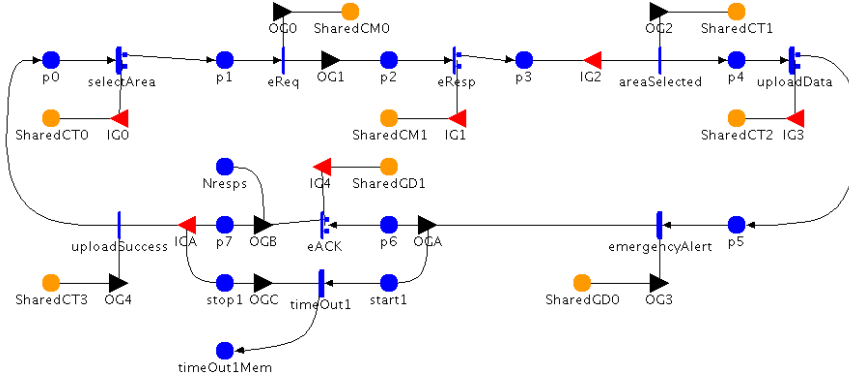 OG0
SharedCM0
OG2
SharedCT1
p0
selectArea
p1
eReq
OG1
p2
eResp
p3
IG2
areaSelected
p4
uploadData
SharedCT0
IG0
SharedCM1
IG1
SharedCT2
IG3
Nresps
IG4
SharedGD1
uploadSuccess
ICA
p7
OGB
eACK
p6
OGA
emergencyAlert
p5
SharedCT3
OG4
stop1
OGC
timeOut1
start1
SharedGD0
OG3
timeOut1Mem